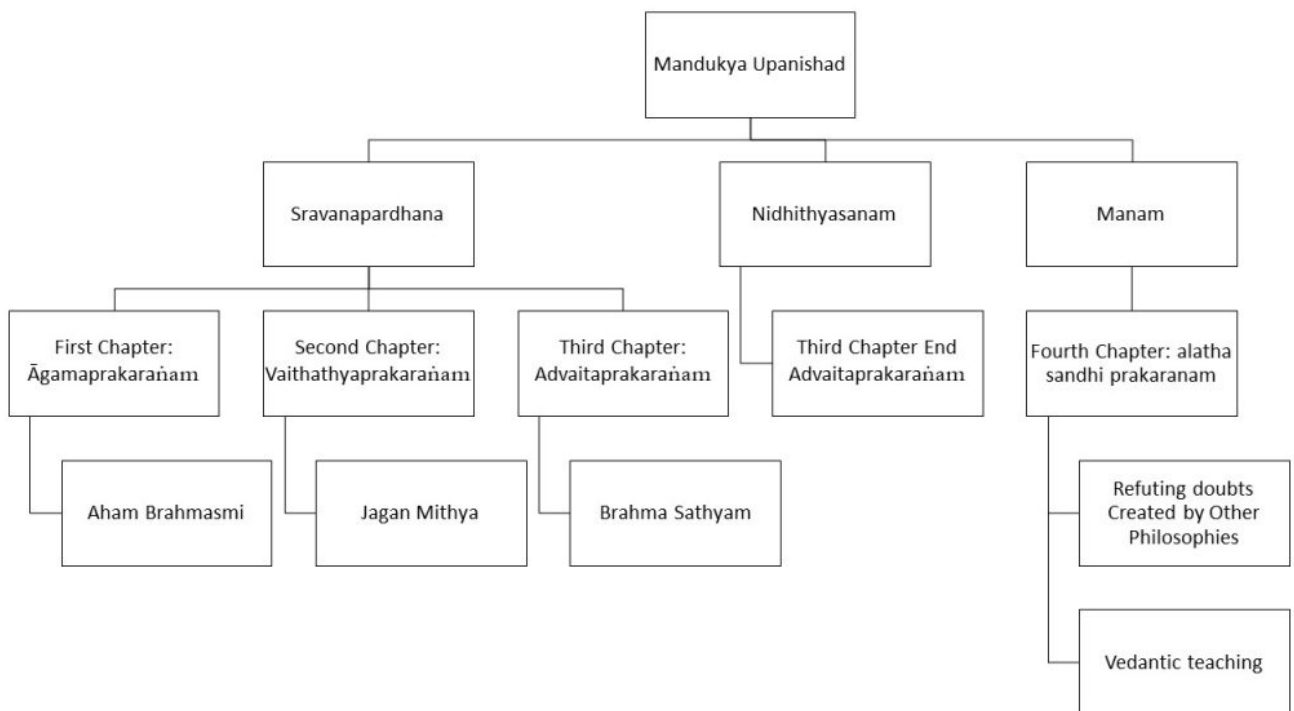 Mandukya Upanishad
Sravanapardhana
Nidhithyasanam
Manam
First Chapter:
Āgamaprakaraṅam
Second Chapter:
Vaithathyaprakaraṅam
Third Chapter:
Advaitaprakaraṅam
Third Chapter End
Advaitaprakaraṅam
Fourth Chapter: alatha
sandhi prakaranam
Aham Brahmasmi
Jagan Mithya
Brahma Sathyam
Refuting doubts
Created by Other
Philosophies
Vedantic teaching